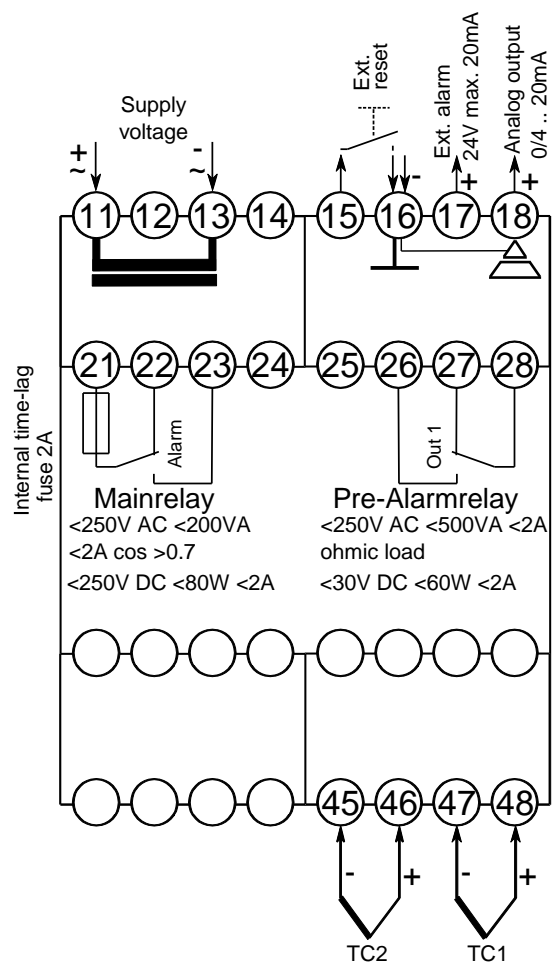 Supply
voltage
Ext.
reset
Ext. alarm
24V max. 20mA
Analog output
0/4 .. 20mA
+
~
-
~
-
+
+
11 12 13 14 15 16 17 18
21 22 23 24 25 26 27 28
Internal time-lag
fuse 2A
Alarm
Out 1
Mainrelay
<250V AC <200VA
<2A cos >0.7
<250V DC <80W <2A
Pre-Alarmrelay
<250V AC <500VA <2A
ohmic load
<30V DC <60W <2A
45 46 47 48
- + - +
TC2 TC1